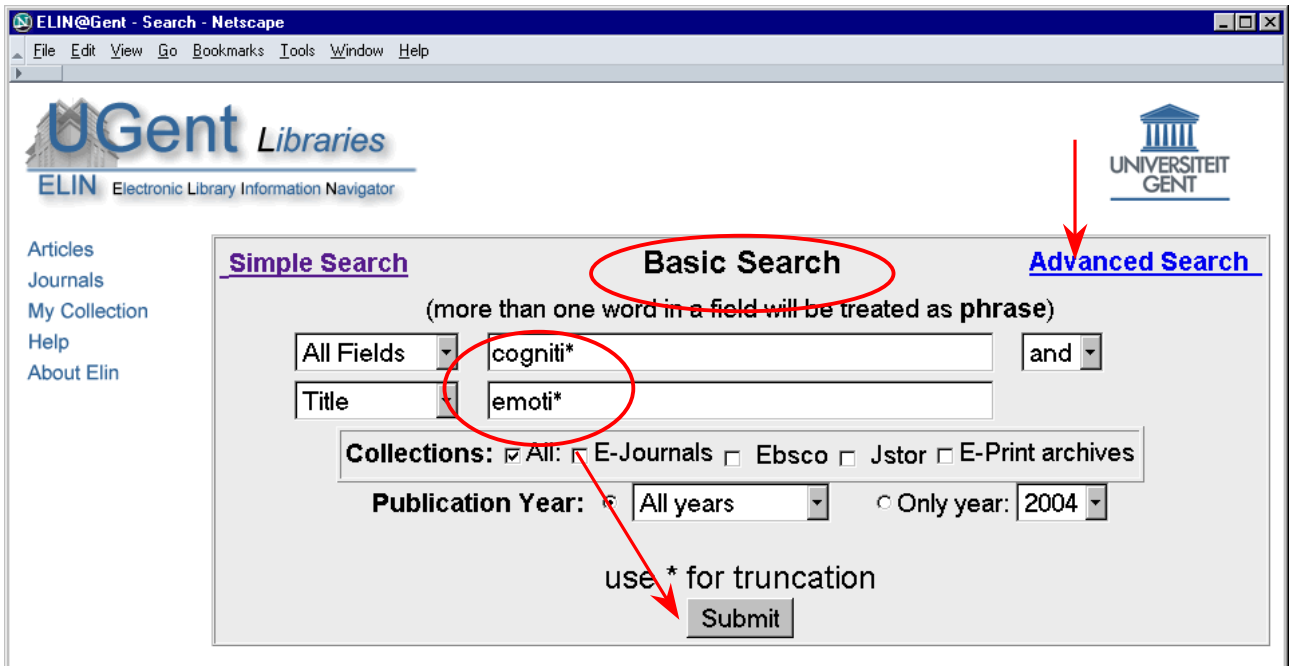 ELIN@Gent - Search - Netscape
File Edit View Go Bookmarks Tools Window Help
UGent Libraries
ELIN Electronic Library Information Navigator
UNIVERSITEIT
GENT
Articles
Journals
My Collection
Help
About Elin
Simple Search Basic Search Advanced Search
(more than one word in a field will be treated as phrase)
All Fields cogniti* and
Title emoti*
Collections: All: E-Journals Ebsco Jstor E-Print archives
Publication Year: All years Only year: 2004
use * for truncation
Submit